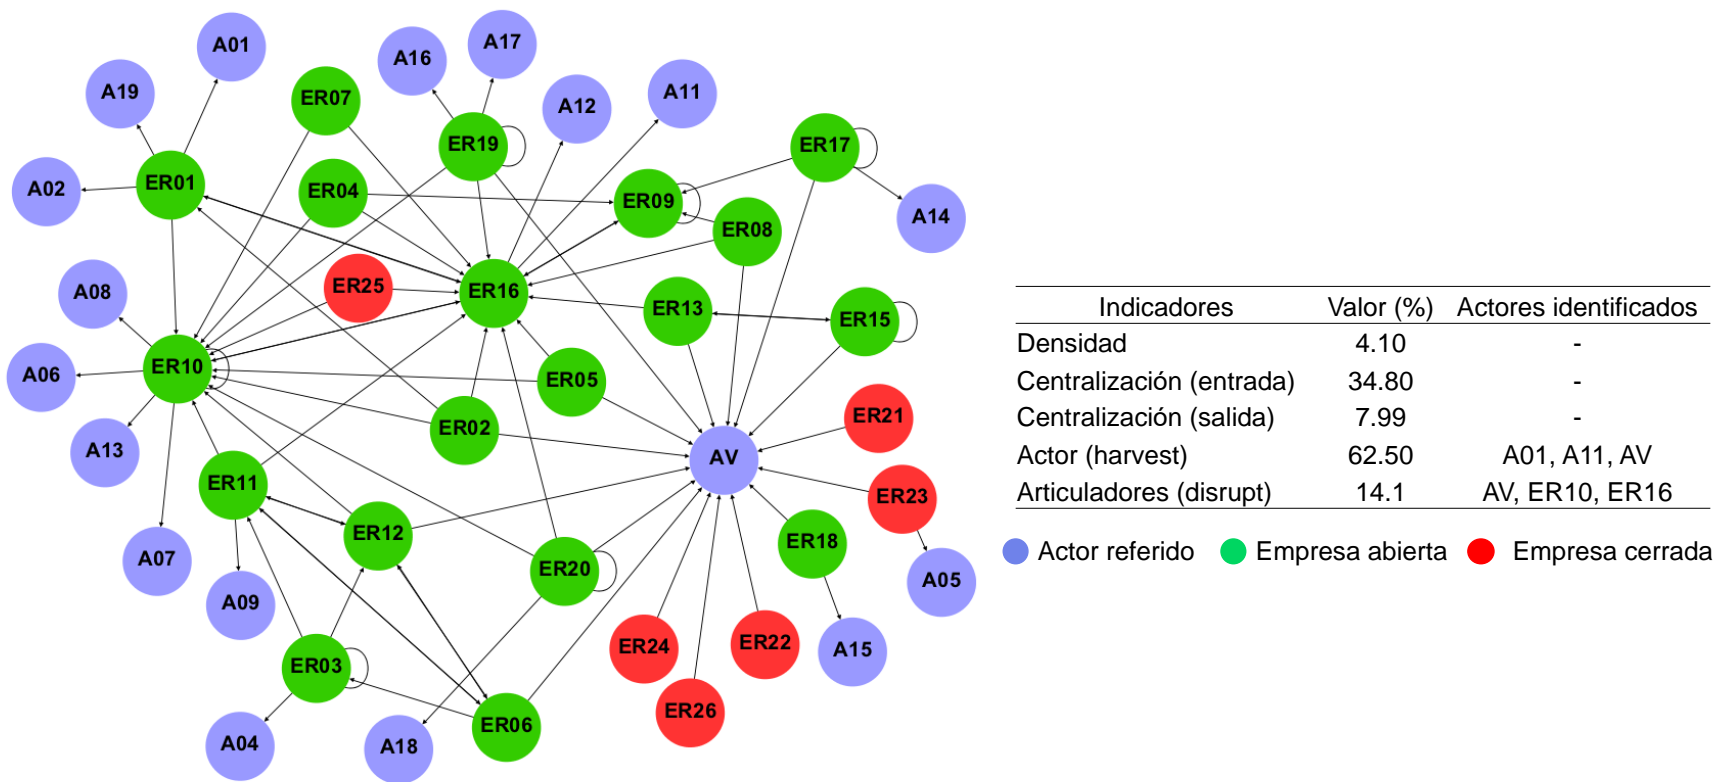 A01
A17
A16
A19
ER07
A12
A11
ER19
ER17
A02
ER01
ER04
ER09
A14
ER08
A08
ER25
ER16
ER13
ER15
A06
ER10
ER05
A13
ER02
ER21
AV
ER11
ER23
ER12
ER18
A07
ER20
A05
A09
ER24
ER22
A15
ER03
ER26
ER06
A04
A18
Indicadores Valor (%) Actores identificados
Densidad 4.10 -
Centralización (entrada) 34.80 -
Centralización (salida) 7.99 -
Actor (harvest) 62.50 A01, A11, AV
Articuladores (disrupt) 14.1 AV, ER10, ER16
Actor referido Empresa abierta Empresa cerrada